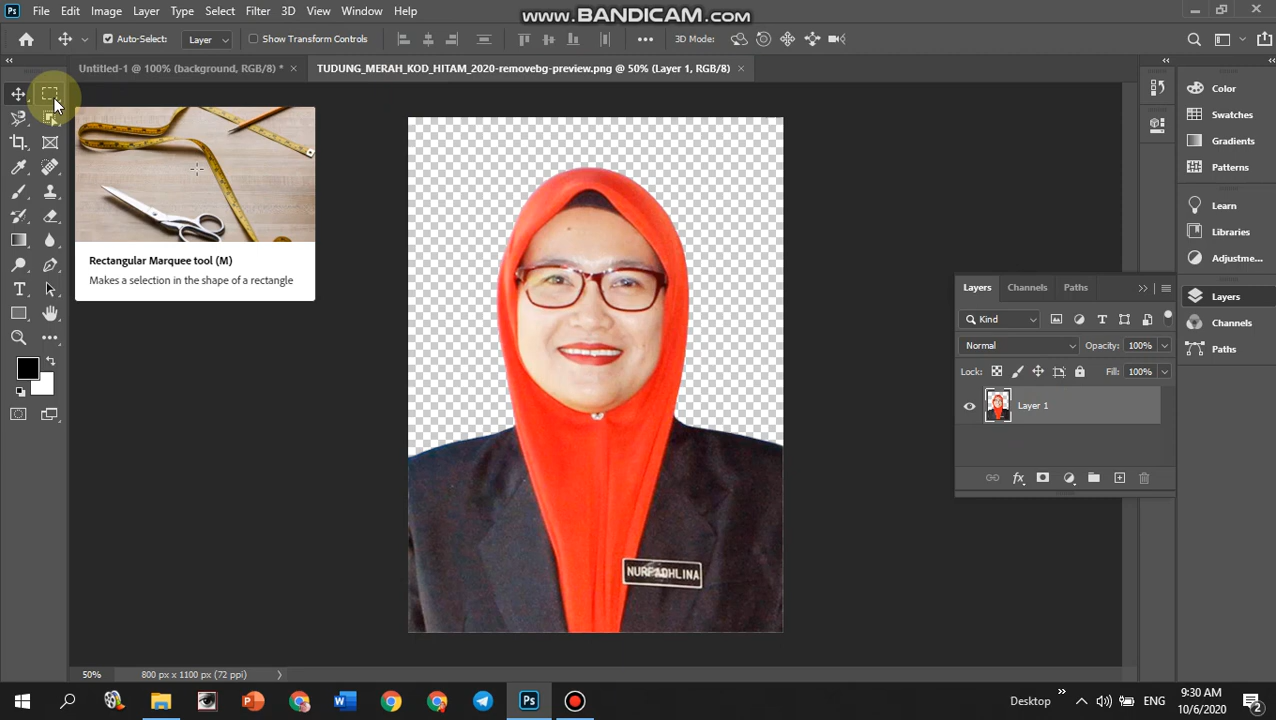 www.BANDICAM.com
Ps File Edit Image Layer Type Select Filter 3D View Window Help
Auto-Select: Layer Show Transform Controls 3D Mode:
Untitled-1 @ 100% (background, RGB/8) *
TUDUNG_MERAH_KOD_HITAM_2020-removebg-preview.png @ 50% (Layer 1, RGB/8)
Rectangular Marquee tool (M)
Makes a selection in the shape of a rectangle
Color
Swatches
Gradients
Patterns
Learn
Libraries
Adjustme...
Layers
Channels
Paths
Layers Channels Paths
Kind
Normal Opacity: 100%
Lock: Fill: 100%
Layer 1
50% 800 px x 1100 px (72 ppi)
Desktop ENG
9:30 AM
10/6/2020
2